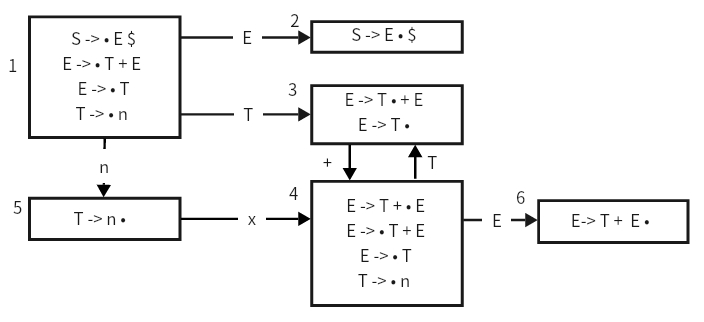 1
S -> • E $
E -> • T + E
E -> • T
T -> • n
E
2
S -> E • $
T
3
E -> T • + E
E -> T •
n
+
T
5
T -> n •
x
4
E -> T + • E
E -> • T + E
E -> • T
T -> • n
E
6
E-> T + E •